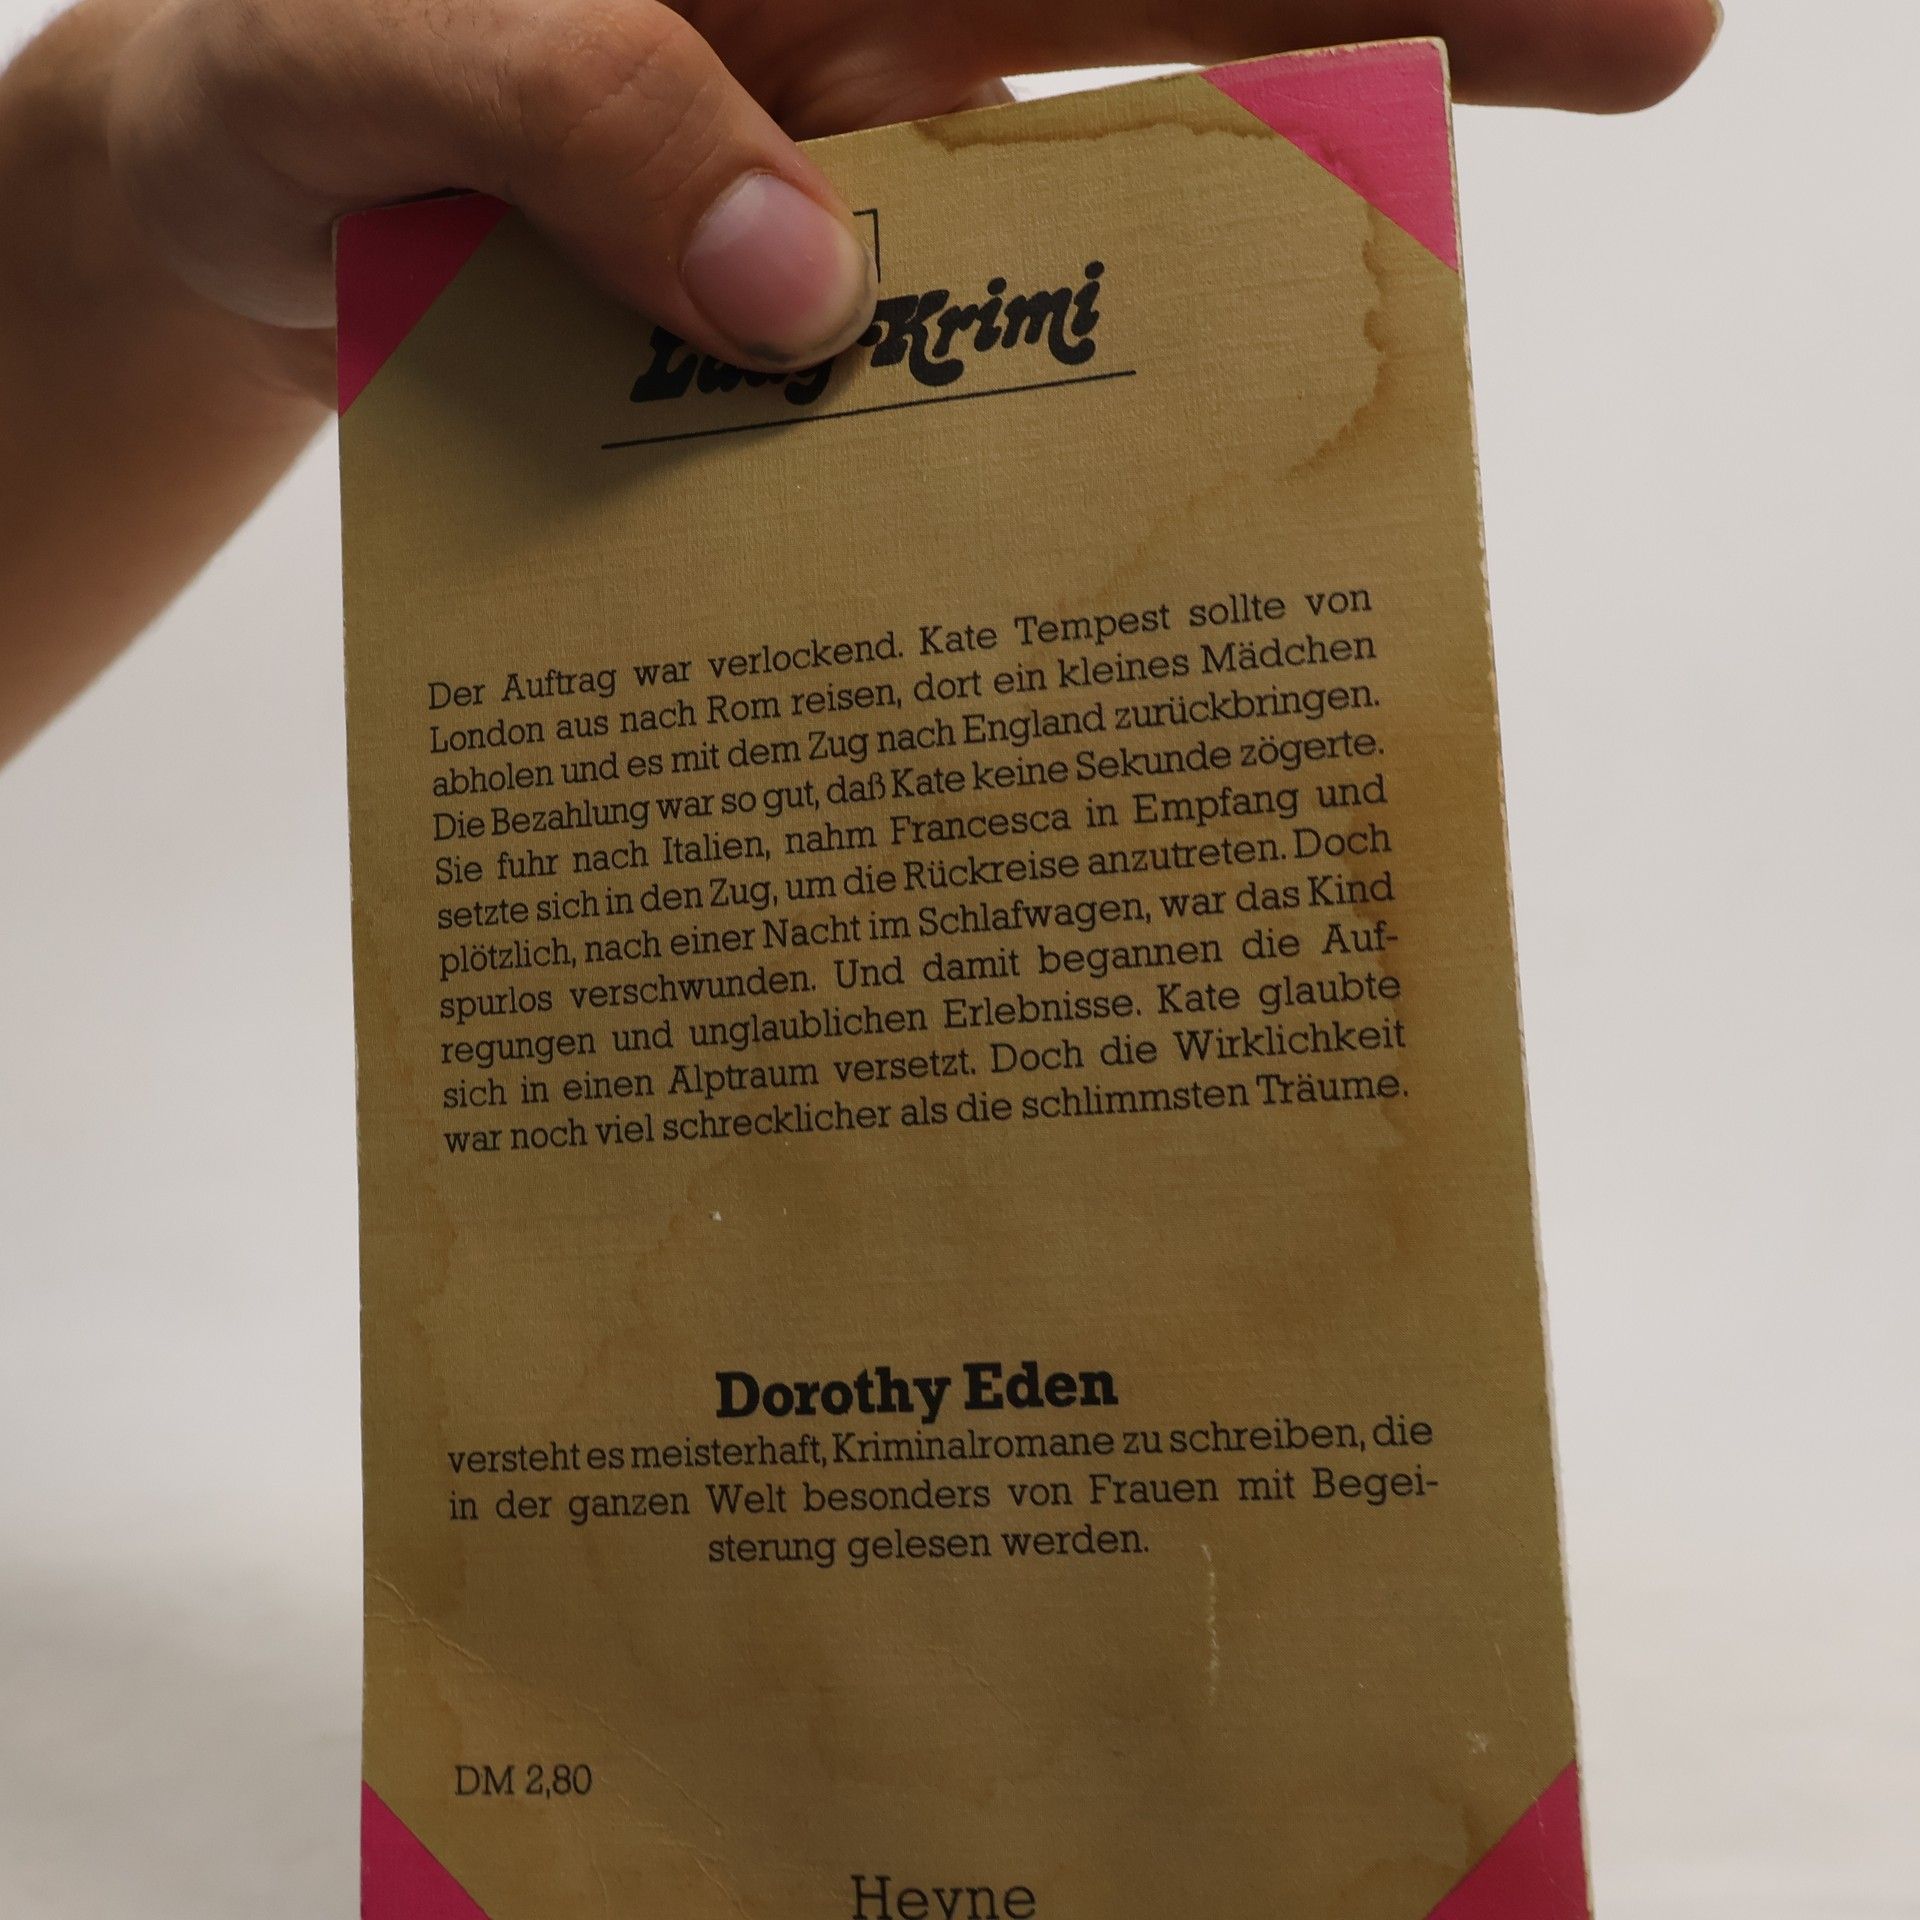 Krimi
Der Auftrag war verlockend. Kate Tempest sollte von
London aus nach Rom reisen, dort ein kleines Mädchen
abholen und es mit dem Zug nach England zurückbringen.
Die Bezahlung war so gut, daß Kate keine Sekunde zögerte.
Sie fuhr nach Italien, nahm Francesca in Empfang und
setzte sich in den Zug, um die Rückreise anzutreten. Doch
plötzlich, nach einer Nacht im Schlafwagen, war das Kind
spurlos verschwunden. Und damit begannen die Auf-
regungen und unglaublichen Erlebnisse. Kate glaubte
sich in einen Alptraum versetzt. Doch die Wirklichkeit
war noch viel schrecklicher als die schlimmsten Träume.
Dorothy Eden
versteht es meisterhaft, Kriminalromane zu schreiben, die
in der ganzen Welt besonders von Frauen mit Begei-
sterung gelesen werden.
DM 2,80
Heyne